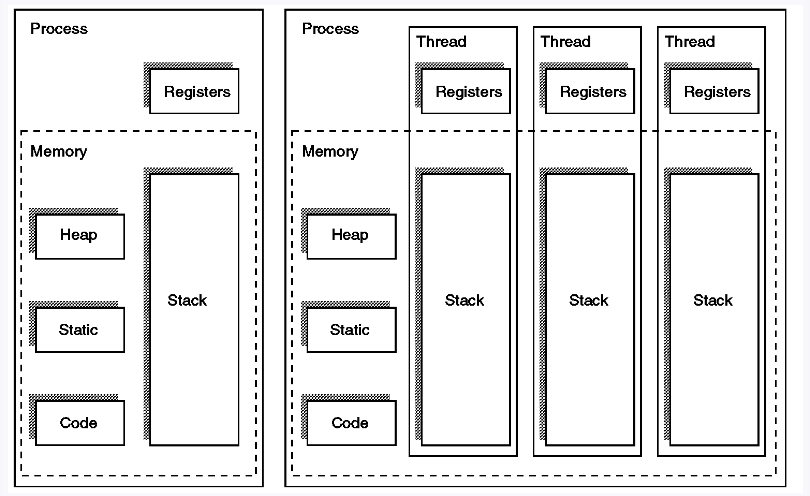 Process
Registers
Memory
Heap
Stack
Static
Code
Process
Thread
Thread
Thread
Registers
Registers
Registers
Memory
Heap
Stack
Stack
Stack
Static
Code